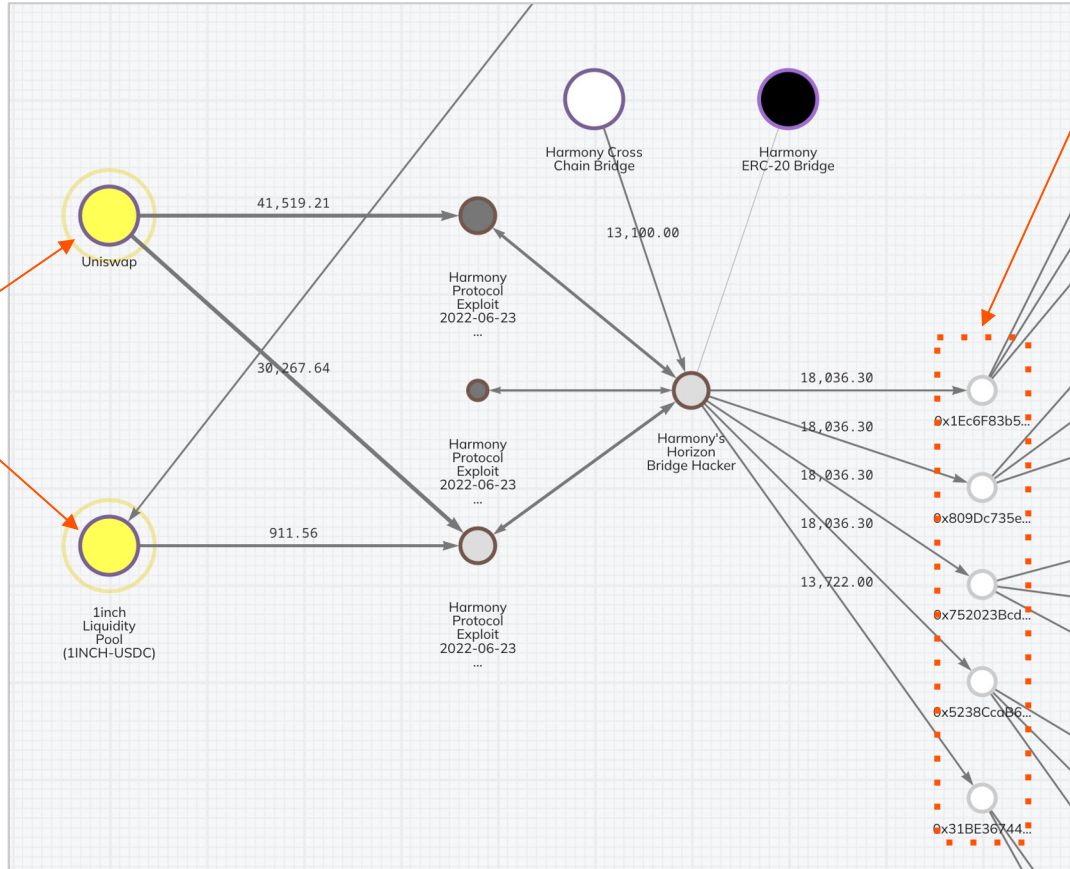 Harmony Cross
Chain Bridge
Harmony
ERC-20 Bridge
41,519.21
13,100.00
Uniswap
Harmony
Protocol
Exploit
2022-06-23
...
30,267.64
18,036.30
0x1Ec6F83b5...
18,036.30
Harmony
Protocol
Exploit
2022-06-23
...
Harmony's
Horizon
Bridge Hacker
18,036.30
0x809Dc735e...
18,036.30
911.56
13,722.00
1inch
Liquidity
Pool
(1INCH-USDC)
Harmony
Protocol
Exploit
2022-06-23
...
0x752023Bcd...
0x5238CcaB6...
0x31BE36744...